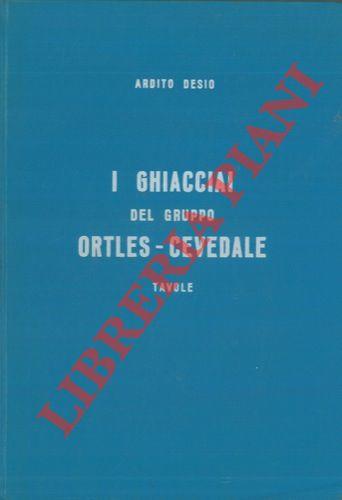 ARDITO DESIO
I GHIACCIAI
DEL GRUPPO
ORTLES - CEVEDALE
TAVOLE
LIBRERIA PIANI